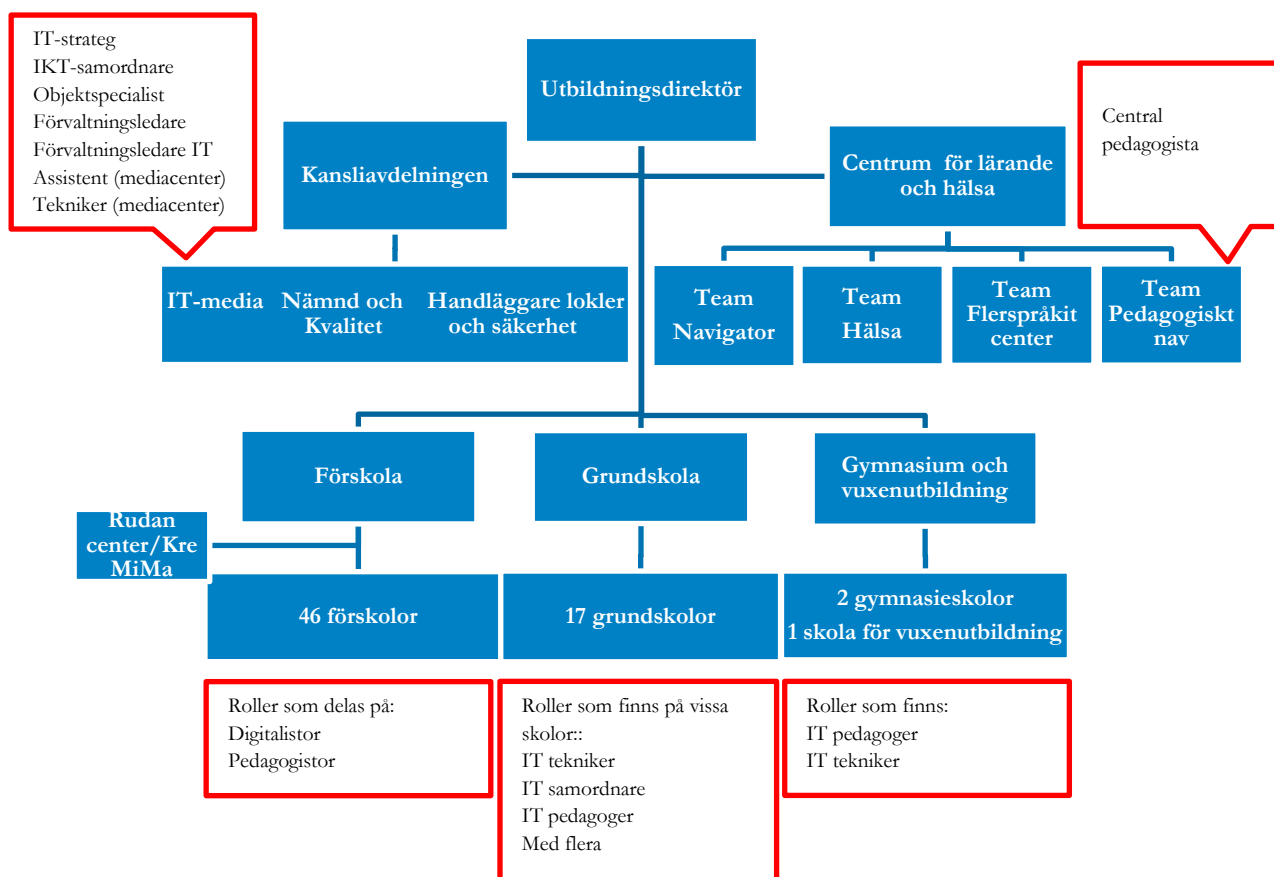 IT-strateg
IKT-samordnare
Objektspecialist
Förvaltningsledare
Förvaltningsledare IT
Assistent (mediacenter)
Tekniker (mediacenter)
Utbildningsdirektör
Central
pedagogista
Kansliavdelningen
Centrum för lärande
och hälsa
IT-media
Nämnd och
Kvalitet
Handläggare lokler
och säkerhet
Team
Navigator
Team
Hälsa
Team
Flerspråkit
center
Team
Pedagogiskt
nav
Förskola
Grundskola
Gymnasium och
vuxenutbildning
Rudan
center/Kre
MiMa
46 förskolor
17 grundskolor
2 gymnasieskolor
1 skola för vuxenutbildning
Roller som delas på:
Digitalistor
Pedagogistor
Roller som finns på vissa
skolor::
IT tekniker
IT samordnare
IT pedagoger
Med flera
Roller som finns:
IT pedagoger
IT tekniker